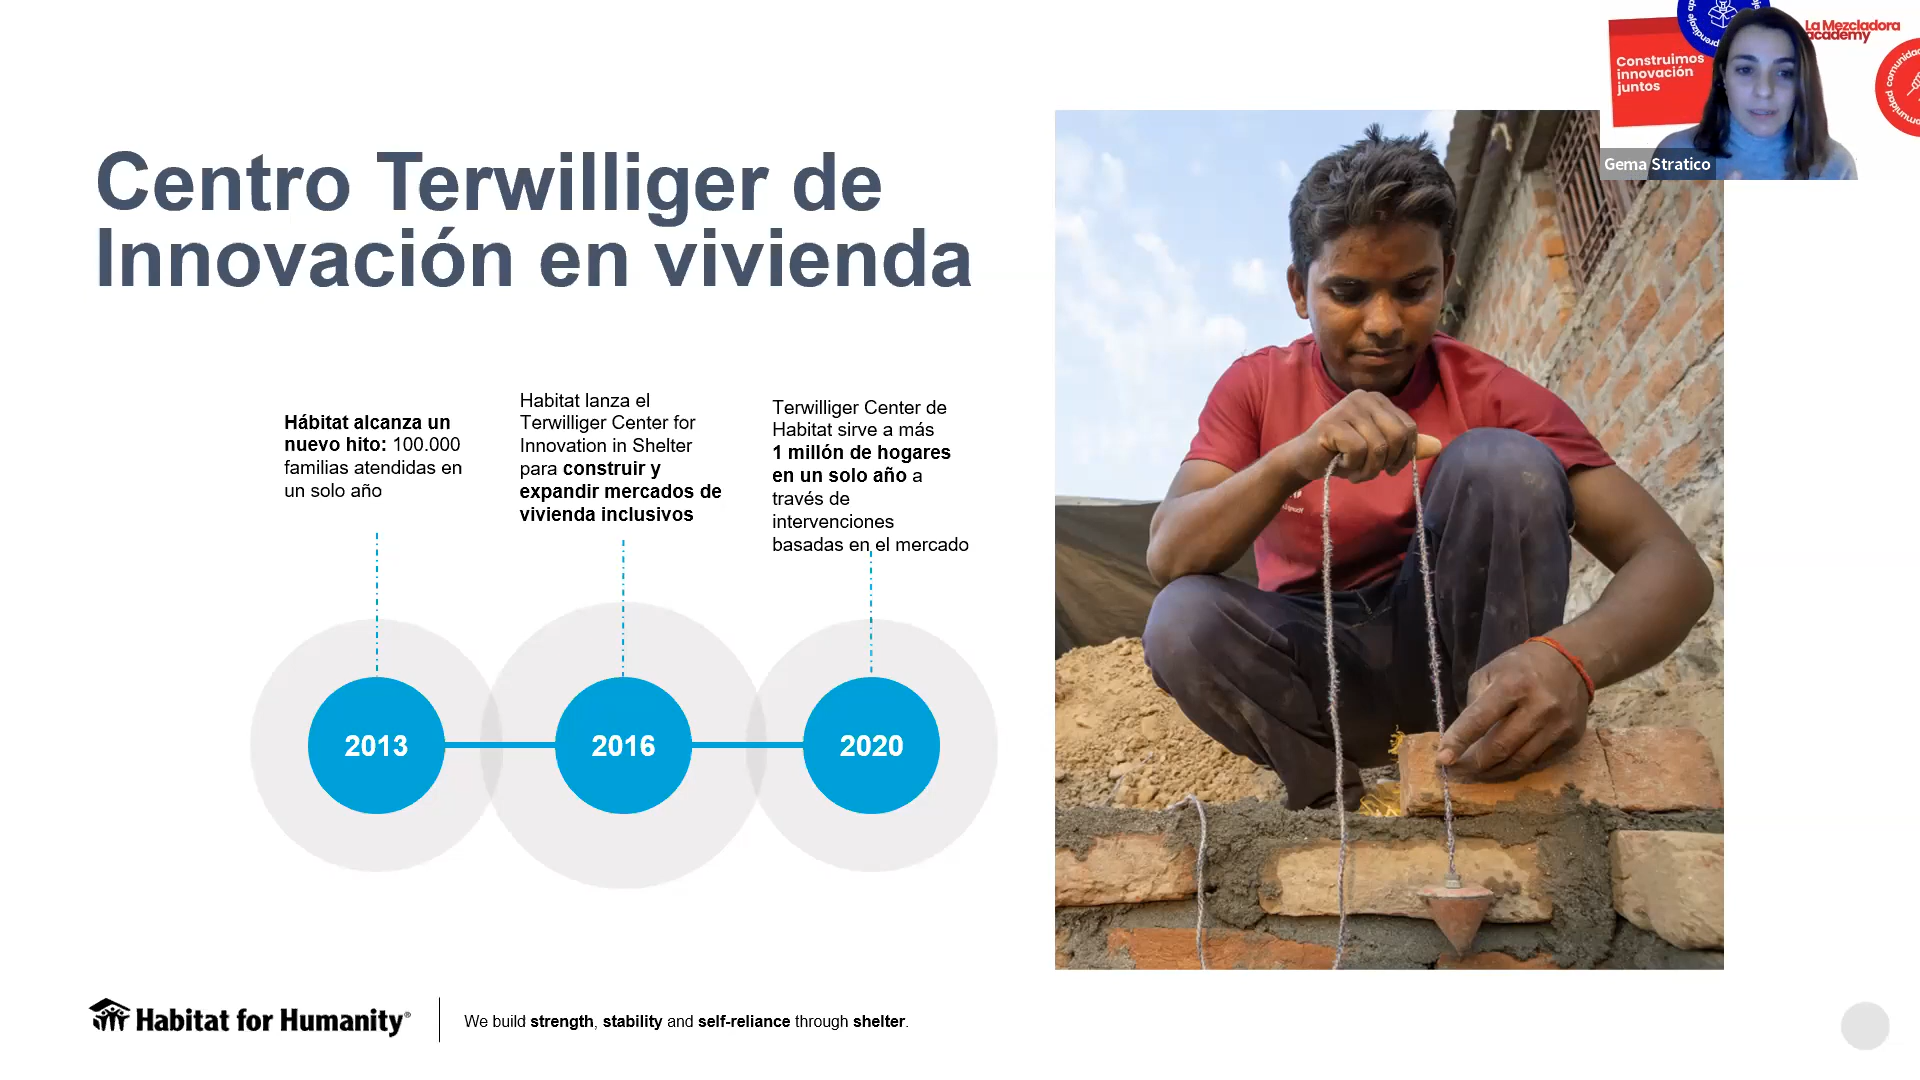 Centro Terwilliger de
Innovación en vivienda
Hábitat alcanza un
nuevo hito: 100.000
familias atendidas en
un solo año
Habitat lanza el
Terwilliger Center for
Innovation in Shelter
para construir y
expandir mercados de
vivienda inclusivos
Terwilliger Center de
Habitat sirve a más
1 millón de hogares
en un solo año a
través de
intervenciones
basadas en el mercado
2013
2016
2020
Habitat for Humanity®
We build strength, stability and self-reliance through shelter.
Construimos
innovación
juntos
La Mezcladora
academy
comunidad
Gema Stratico